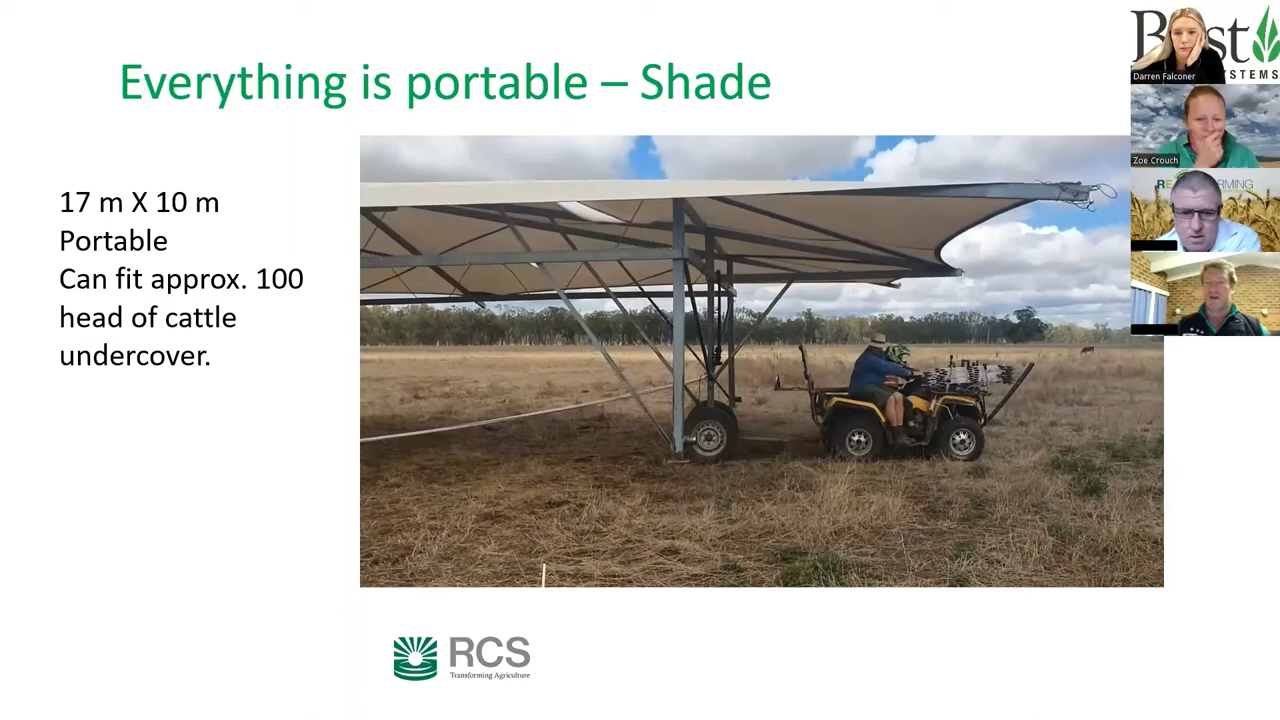 Everything is portable – Shade
17 m X 10 m
Portable
Can fit approx. 100
head of cattle
undercover.
RCS
Transforming Agriculture
Darren Falconer
Zoe Crouch